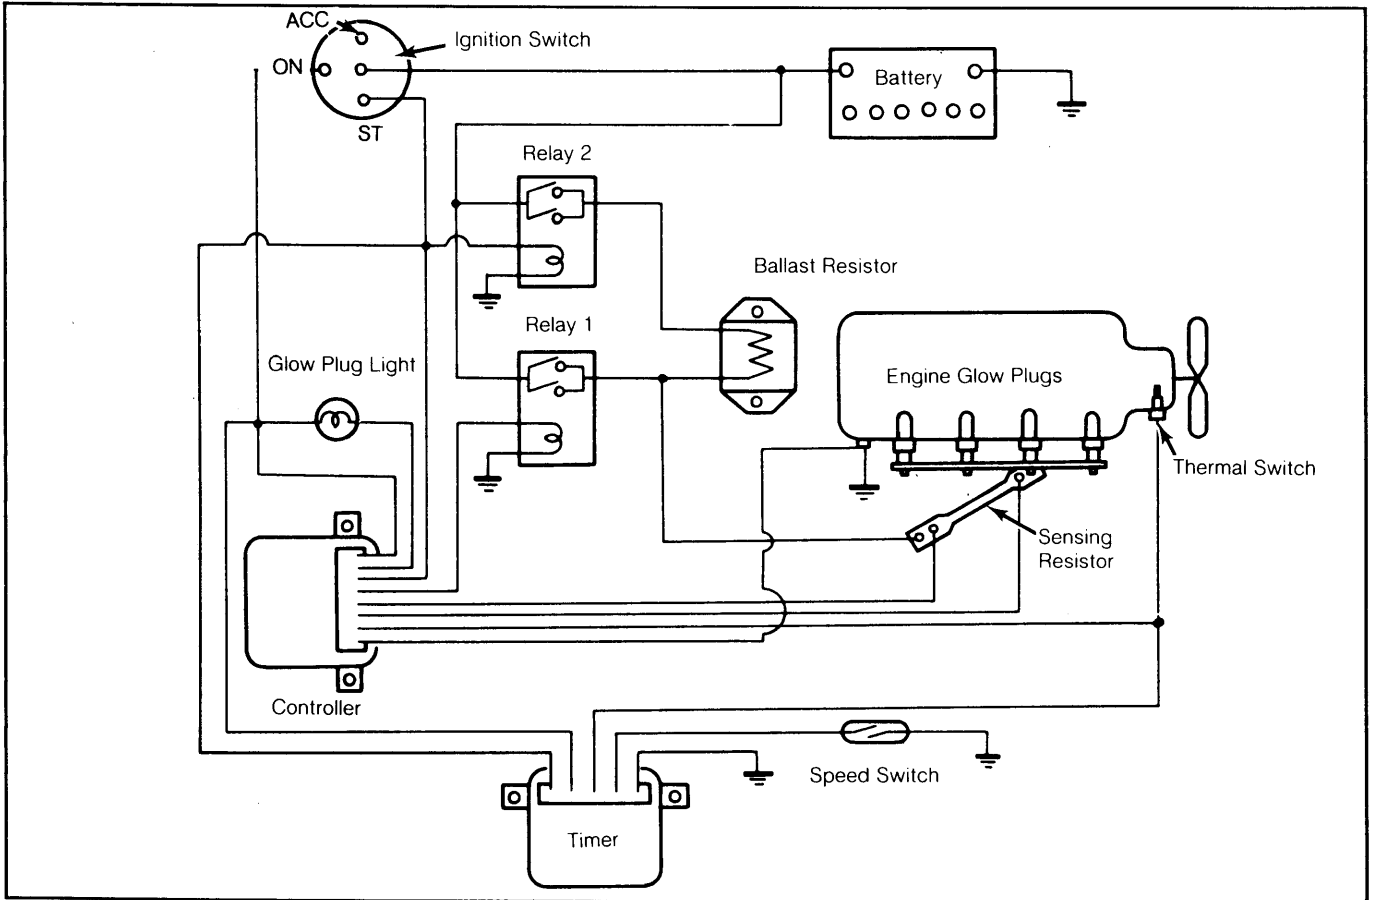 ACC
Ignition Switch
ON
Battery
ST
Relay 2
Ballast Resistor
Relay 1
Glow Plug Light
Engine Glow Plugs
Thermal Switch
Sensing
Resistor
Controller
Speed Switch
Timer